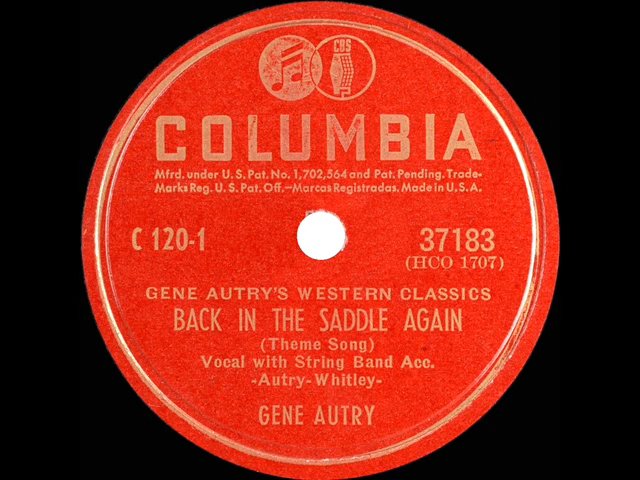 CBS
COLUMBIA
Mfrd. under U.S. Pat. No. 1,702,564 and Pat. Pending. Trade-
Marks Reg. U.S. Pat. Off.—Marcas Registradas. Made in U.S.A.
C 120-1
37183
(HCO 1707)
GENE AUTRY'S WESTERN CLASSICS
BACK IN THE SADDLE AGAIN
(Theme Song)
Vocal with String Band Acc.
-Autry-Whitley-
GENE AUTRY